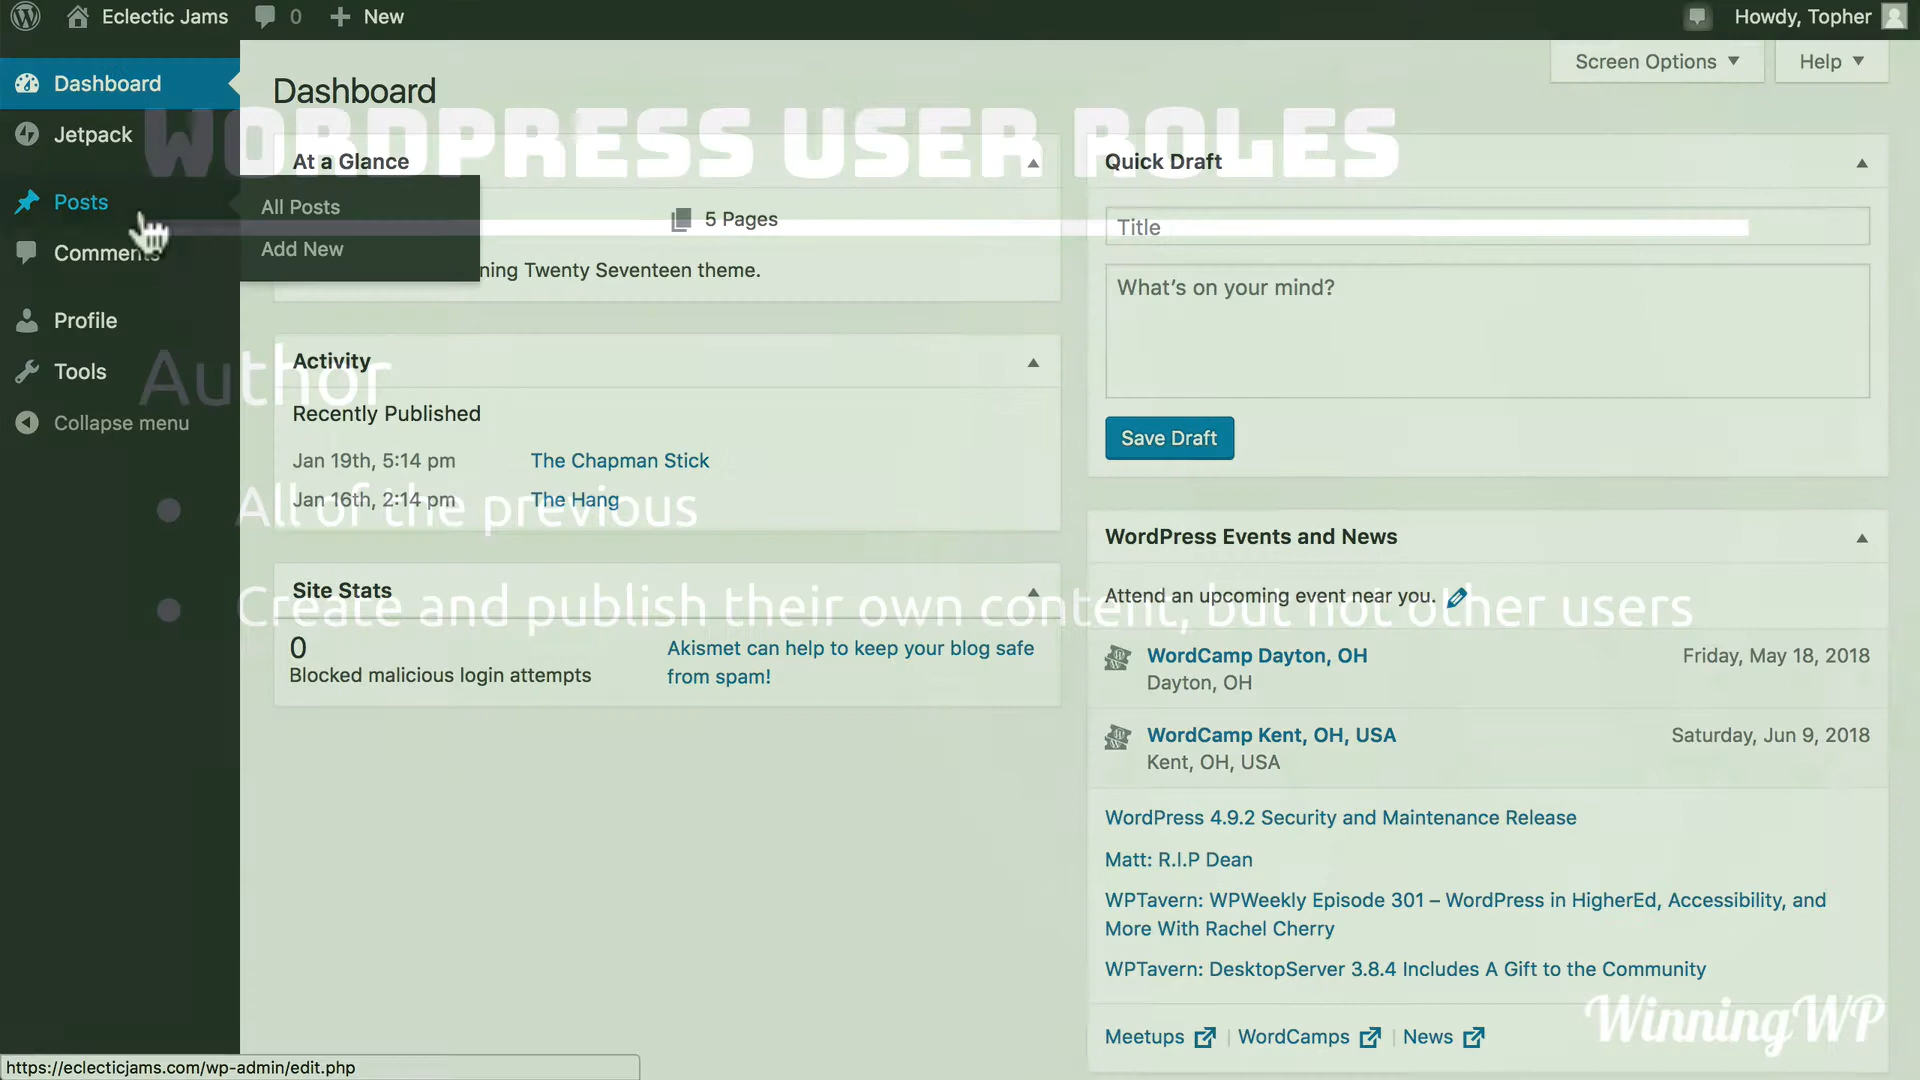 Eclectic Jams
0
New
Howdy, Topher
Dashboard
Jetpack
Posts
Comments
Profile
Tools
Collapse menu
All Posts
Add New
Dashboard
Screen Options
Help
WORDPRESS USER ROLES
At a Glance
5 Pages
ning Twenty Seventeen theme.
Author
Activity
Recently Published
Jan 19th, 5:14 pm The Chapman Stick
Jan 16th, 2:14 pm The Hang
All of the previous
Site Stats
Create and publish their own content, but not other users
0
Blocked malicious login attempts
Akismet can help to keep your blog safe
from spam!
Quick Draft
Title
What's on your mind?
Save Draft
WordPress Events and News
Attend an upcoming event near you.
WordCamp Dayton, OH Friday, May 18, 2018
Dayton, OH
WordCamp Kent, OH, USA Saturday, Jun 9, 2018
Kent, OH, USA
WordPress 4.9.2 Security and Maintenance Release
Matt: R.I.P Dean
WPTavern: WPWeekly Episode 301 – WordPress in HigherEd, Accessibility, and
More With Rachel Cherry
WPTavern: DesktopServer 3.8.4 Includes A Gift to the Community
Meetups | WordCamps | News
WinningWP
https://eclecticjams.com/wp-admin/edit.php